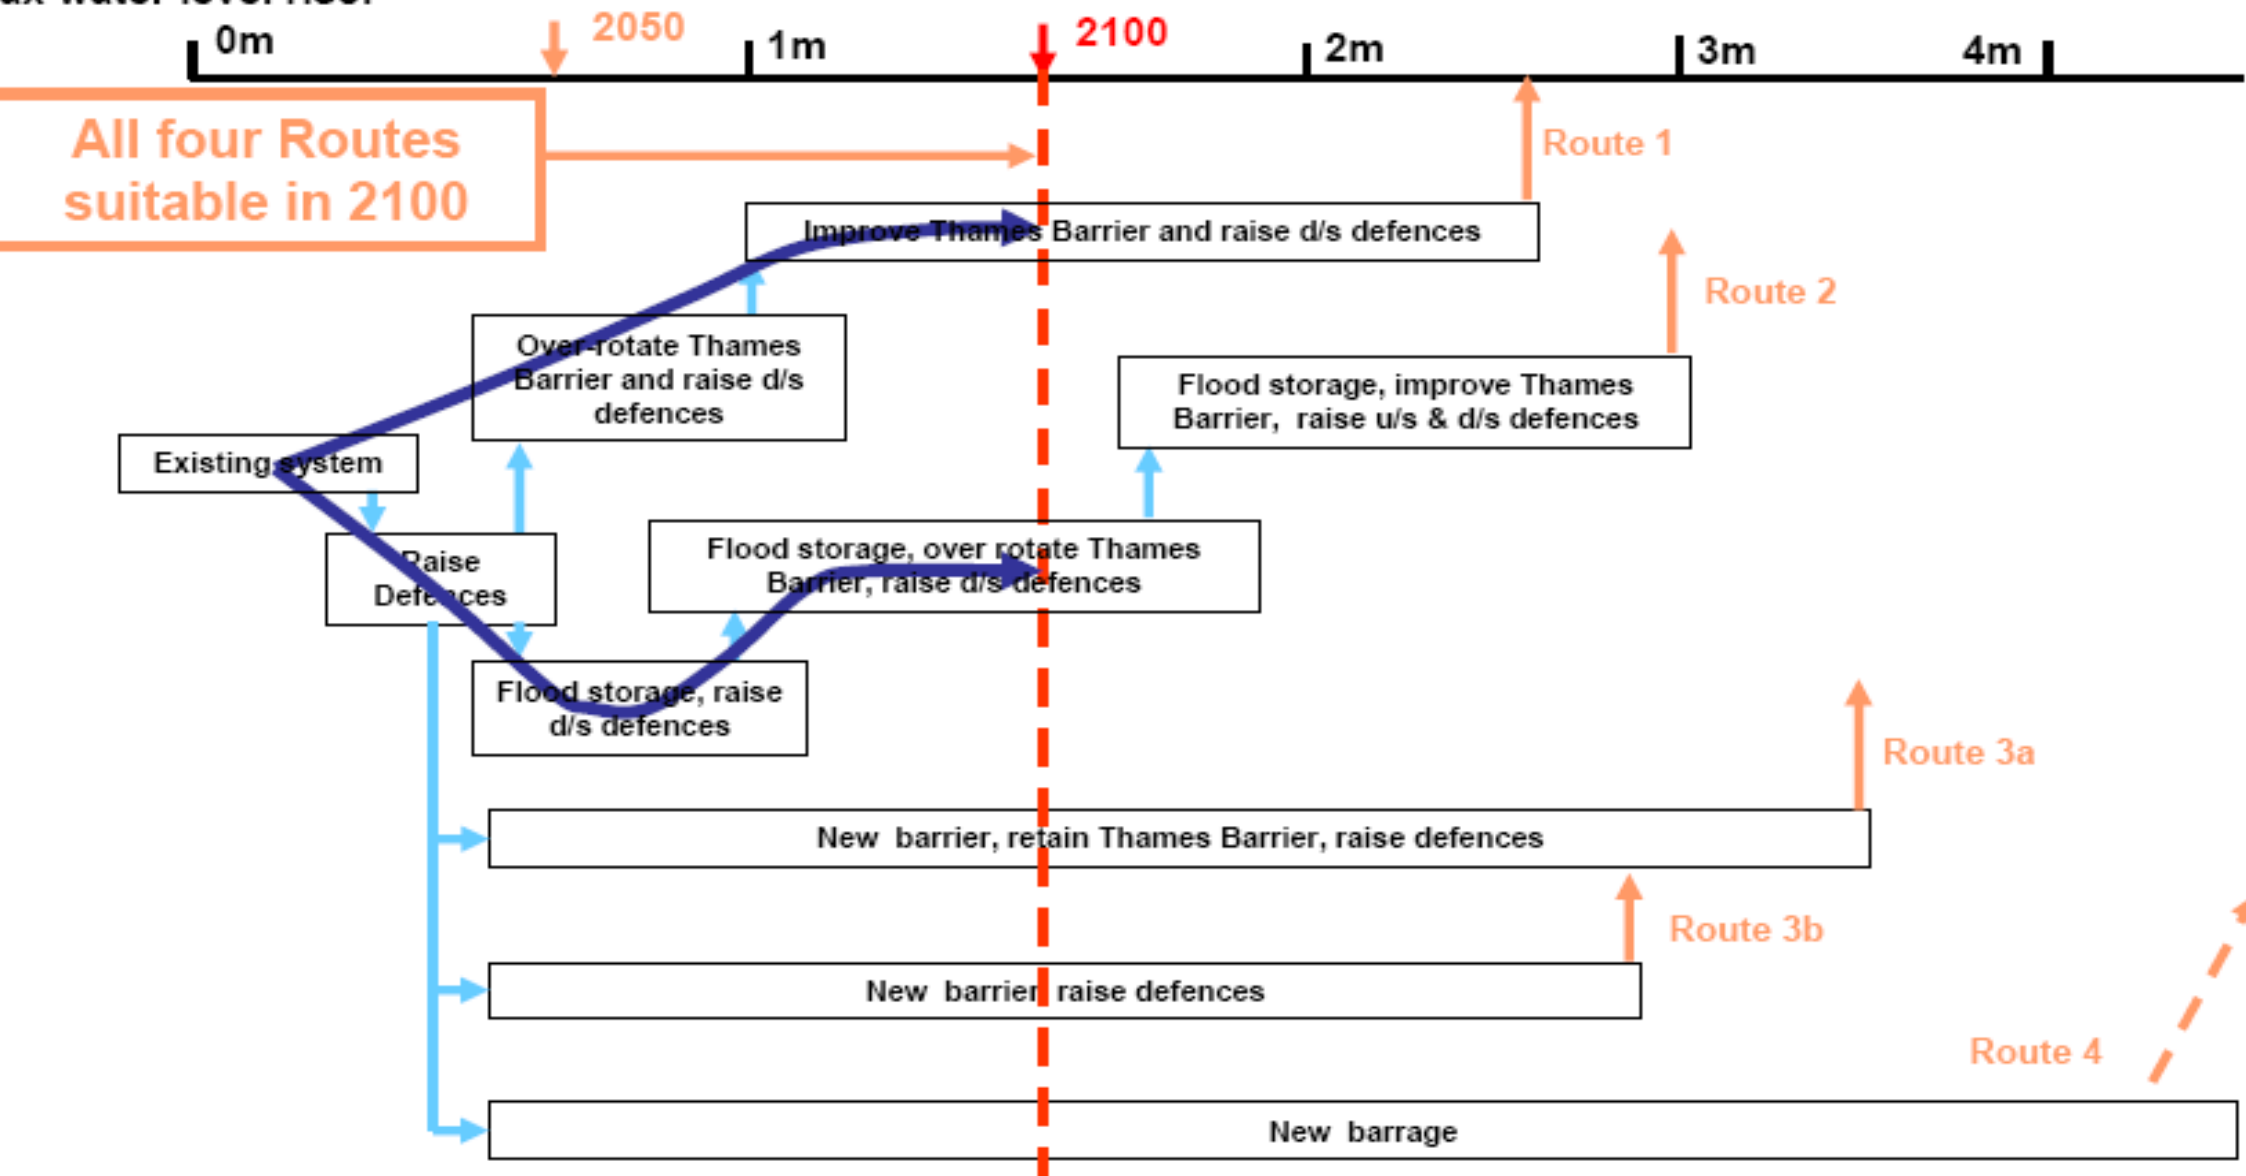 water level rise:
0m
2050
1m
2100
2m
3m
4m
All four Routes
suitable in 2100
Route 1
Improve Thames Barrier and raise d/s defences
Route 2
Over-rotate Thames
Barrier and raise d/s
defences
Flood storage, improve Thames
Barrier, raise u/s & d/s defences
Existing system
Raise
Defences
Flood storage, over rotate Thames
Barrier, raise d/s defences
Flood storage, raise
d/s defences
Route 3a
New barrier, retain Thames Barrier, raise defences
Route 3b
New barrier, raise defences
Route 4
New barrage